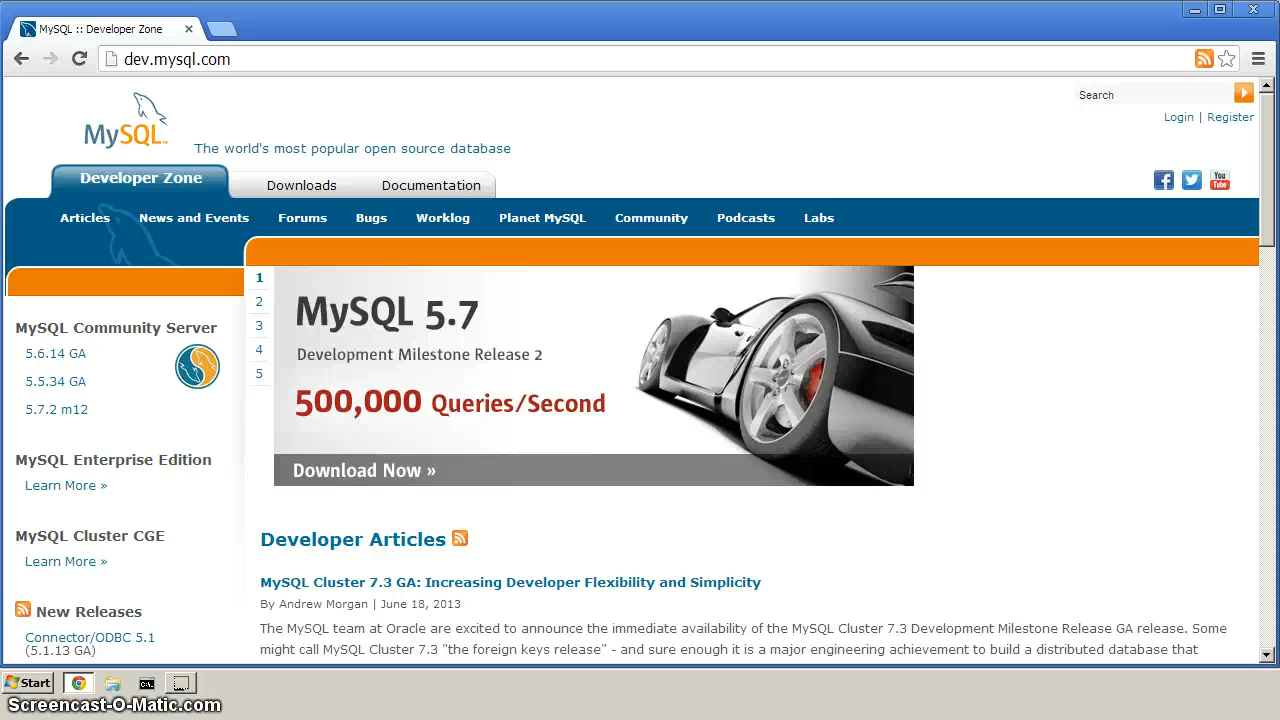 MySQL :: Developer Zone
dev.mysql.com
Search
Login | Register
MySQL™
The world's most popular open source database
Developer Zone
Downloads
Documentation
You Tube
Articles
News and Events
Forums
Bugs
Worklog
Planet MySQL
Community
Podcasts
Labs
MySQL Community Server
5.6.14 GA
5.5.34 GA
5.7.2 m12
MySQL Enterprise Edition
Learn More »
MySQL Cluster CGE
Learn More »
New Releases
Connector/ODBC 5.1
(5.1.13 GA)
1
2
3
4
5
MySQL 5.7
Development Milestone Release 2
500,000 Queries/Second
Download Now »
Developer Articles
MySQL Cluster 7.3 GA: Increasing Developer Flexibility and Simplicity
By Andrew Morgan | June 18, 2013
The MySQL team at Oracle are excited to announce the immediate availability of the MySQL Cluster 7.3 Development Milestone Release GA release. Some
might call MySQL Cluster 7.3 "the foreign keys release" - and sure enough it is a major engineering achievement to build a distributed database that
Start
C:\
Screencast-O-Matic.com